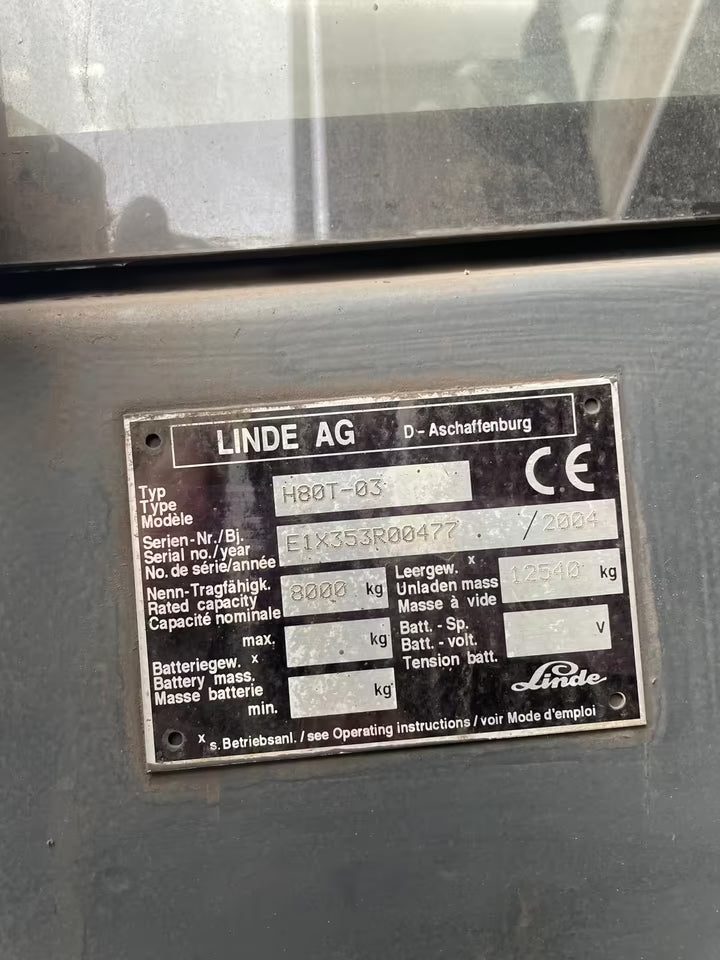 LINDE AG D - Aschaffenburg
CE
Typ
Type
Modèle
H80T-03
Serien-Nr./Bj.
Serial no./year
No. de série/année
E1X353R00477 /2004
Nenn-Tragfähigk.
Rated capacity
Capacité nominale
8000 kg
Leergew. x
Unladen mass
Masse à vide
12540 kg
Batteriegew. x
Battery mass.
Masse batterie
max. kg
min. kg
Batt. - Sp.
Batt. - volt.
Tension batt.
V
Linde
x s. Betriebsanl. / see Operating instructions / voir Mode d'emploi